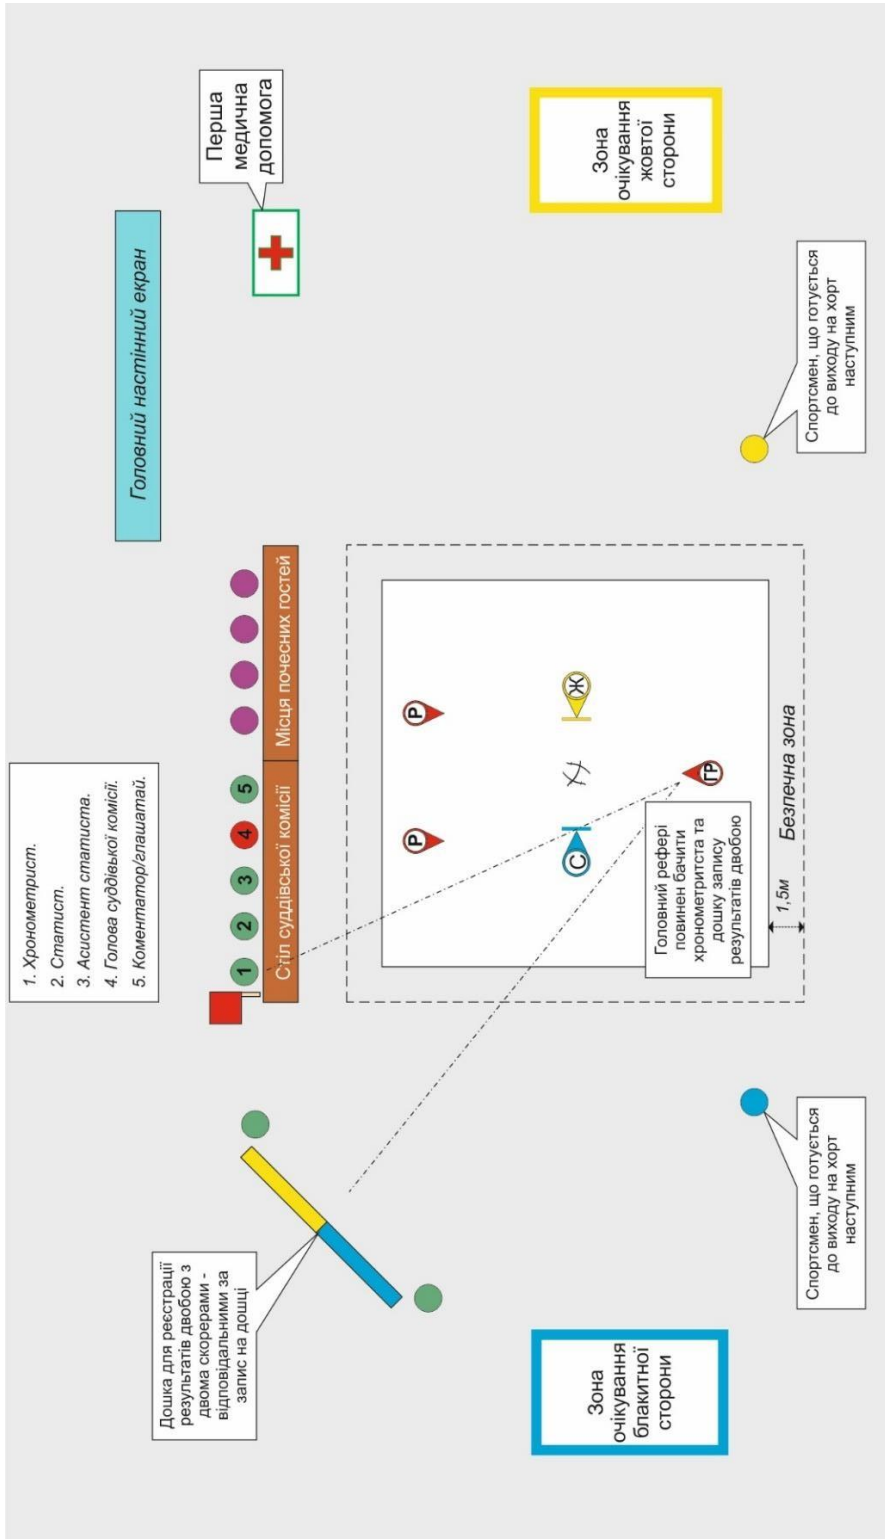 Дошка для реєстрації
результатів двобою з
двома скорерами -
відповідальними за
запис на дошці
1. Хронометрист.
2. Статист.
3. Асистент статиста.
4. Голова суддівської комісії.
5. Коментатор/глашатай.
Головний настінний екран
Перша
медична
допомога
1
2
3
4
5
Стіл суддівської комісії
Місця почесних гостей
Р
Р
С
Ж
ГР
Головний рефері
повинен бачити
хронометритста та
дошку запису
результатів двобою
1,5м
Безпечна зона
Зона
очікування
блакитної
сторони
Зона
очікування
жовтої
сторони
Спортсмен, що готується
до виходу на хорт
наступним
Спортсмен, що готується
до виходу на хорт
наступним